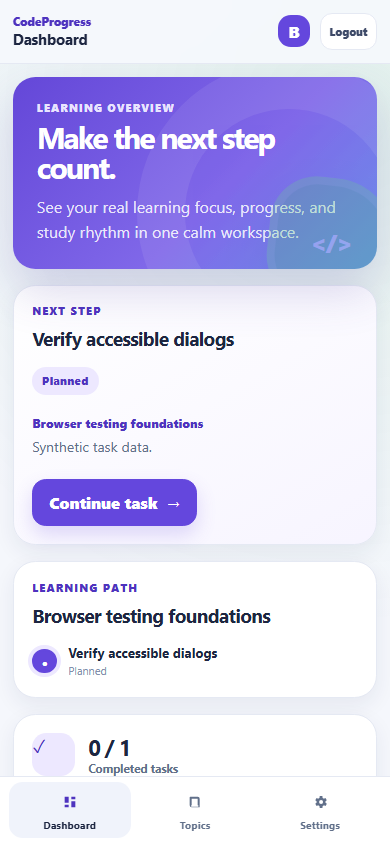 CodeProgress
Dashboard
B
Logout
LEARNING OVERVIEW
Make the next step
count.
See your real learning focus, progress, and
study rhythm in one calm workspace.
</>
NEXT STEP
Verify accessible dialogs
Planned
Browser testing foundations
Synthetic task data.
Continue task →
LEARNING PATH
Browser testing foundations
Verify accessible dialogs
Planned
✓
0 / 1
Completed tasks
Dashboard
Topics
Settings